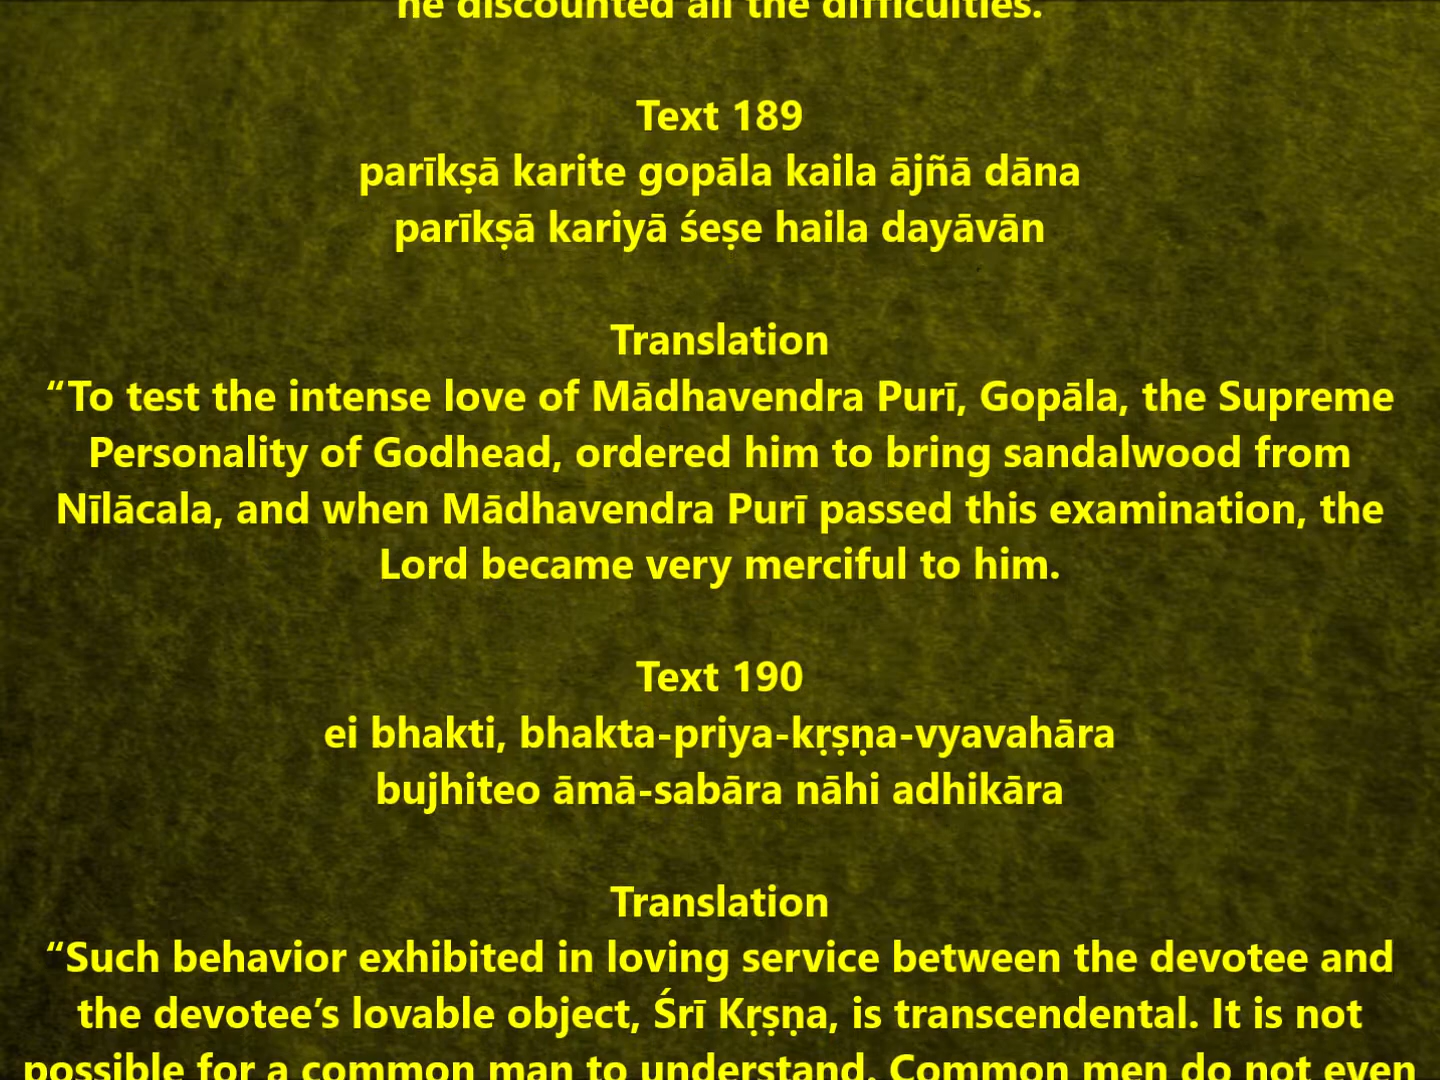 he discounted all the difficulties.
Text 189
parīkṣā karite gopāla kaila ājñā dāna
parīkṣā kariyā śeṣe haila dayāvān
Translation
“To test the intense love of Mādhavendra Purī, Gopāla, the Supreme
Personality of Godhead, ordered him to bring sandalwood from
Nīlācala, and when Mādhavendra Purī passed this examination, the
Lord became very merciful to him.
Text 190
ei bhakti, bhakta-priya-kṛṣṇa-vyavahāra
bujhiteo āmā-sabāra nāhi adhikāra
Translation
“Such behavior exhibited in loving service between the devotee and
the devotee’s lovable object, Śrī Kṛṣṇa, is transcendental. It is not
possible for a common man to understand. Common men do not even